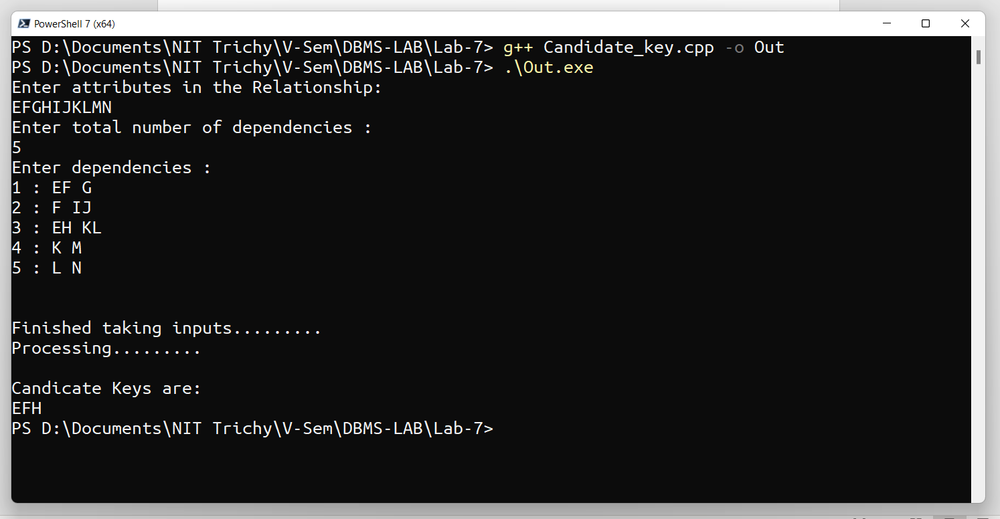 PowerShell 7 (x64)
PS D:\Documents\NIT Trichy\V-Sem\DBMS-LAB\Lab-7> g++ Candidate_key.cpp -o Out
PS D:\Documents\NIT Trichy\V-Sem\DBMS-LAB\Lab-7> .\Out.exe
Enter attributes in the Relationship:
EFGHIJKLMN
Enter total number of dependencies :
5
Enter dependencies :
1 : EF G
2 : F IJ
3 : EH KL
4 : K M
5 : L N
Finished taking inputs.........
Processing.........
Candicate Keys are:
EFH
PS D:\Documents\NIT Trichy\V-Sem\DBMS-LAB\Lab-7>